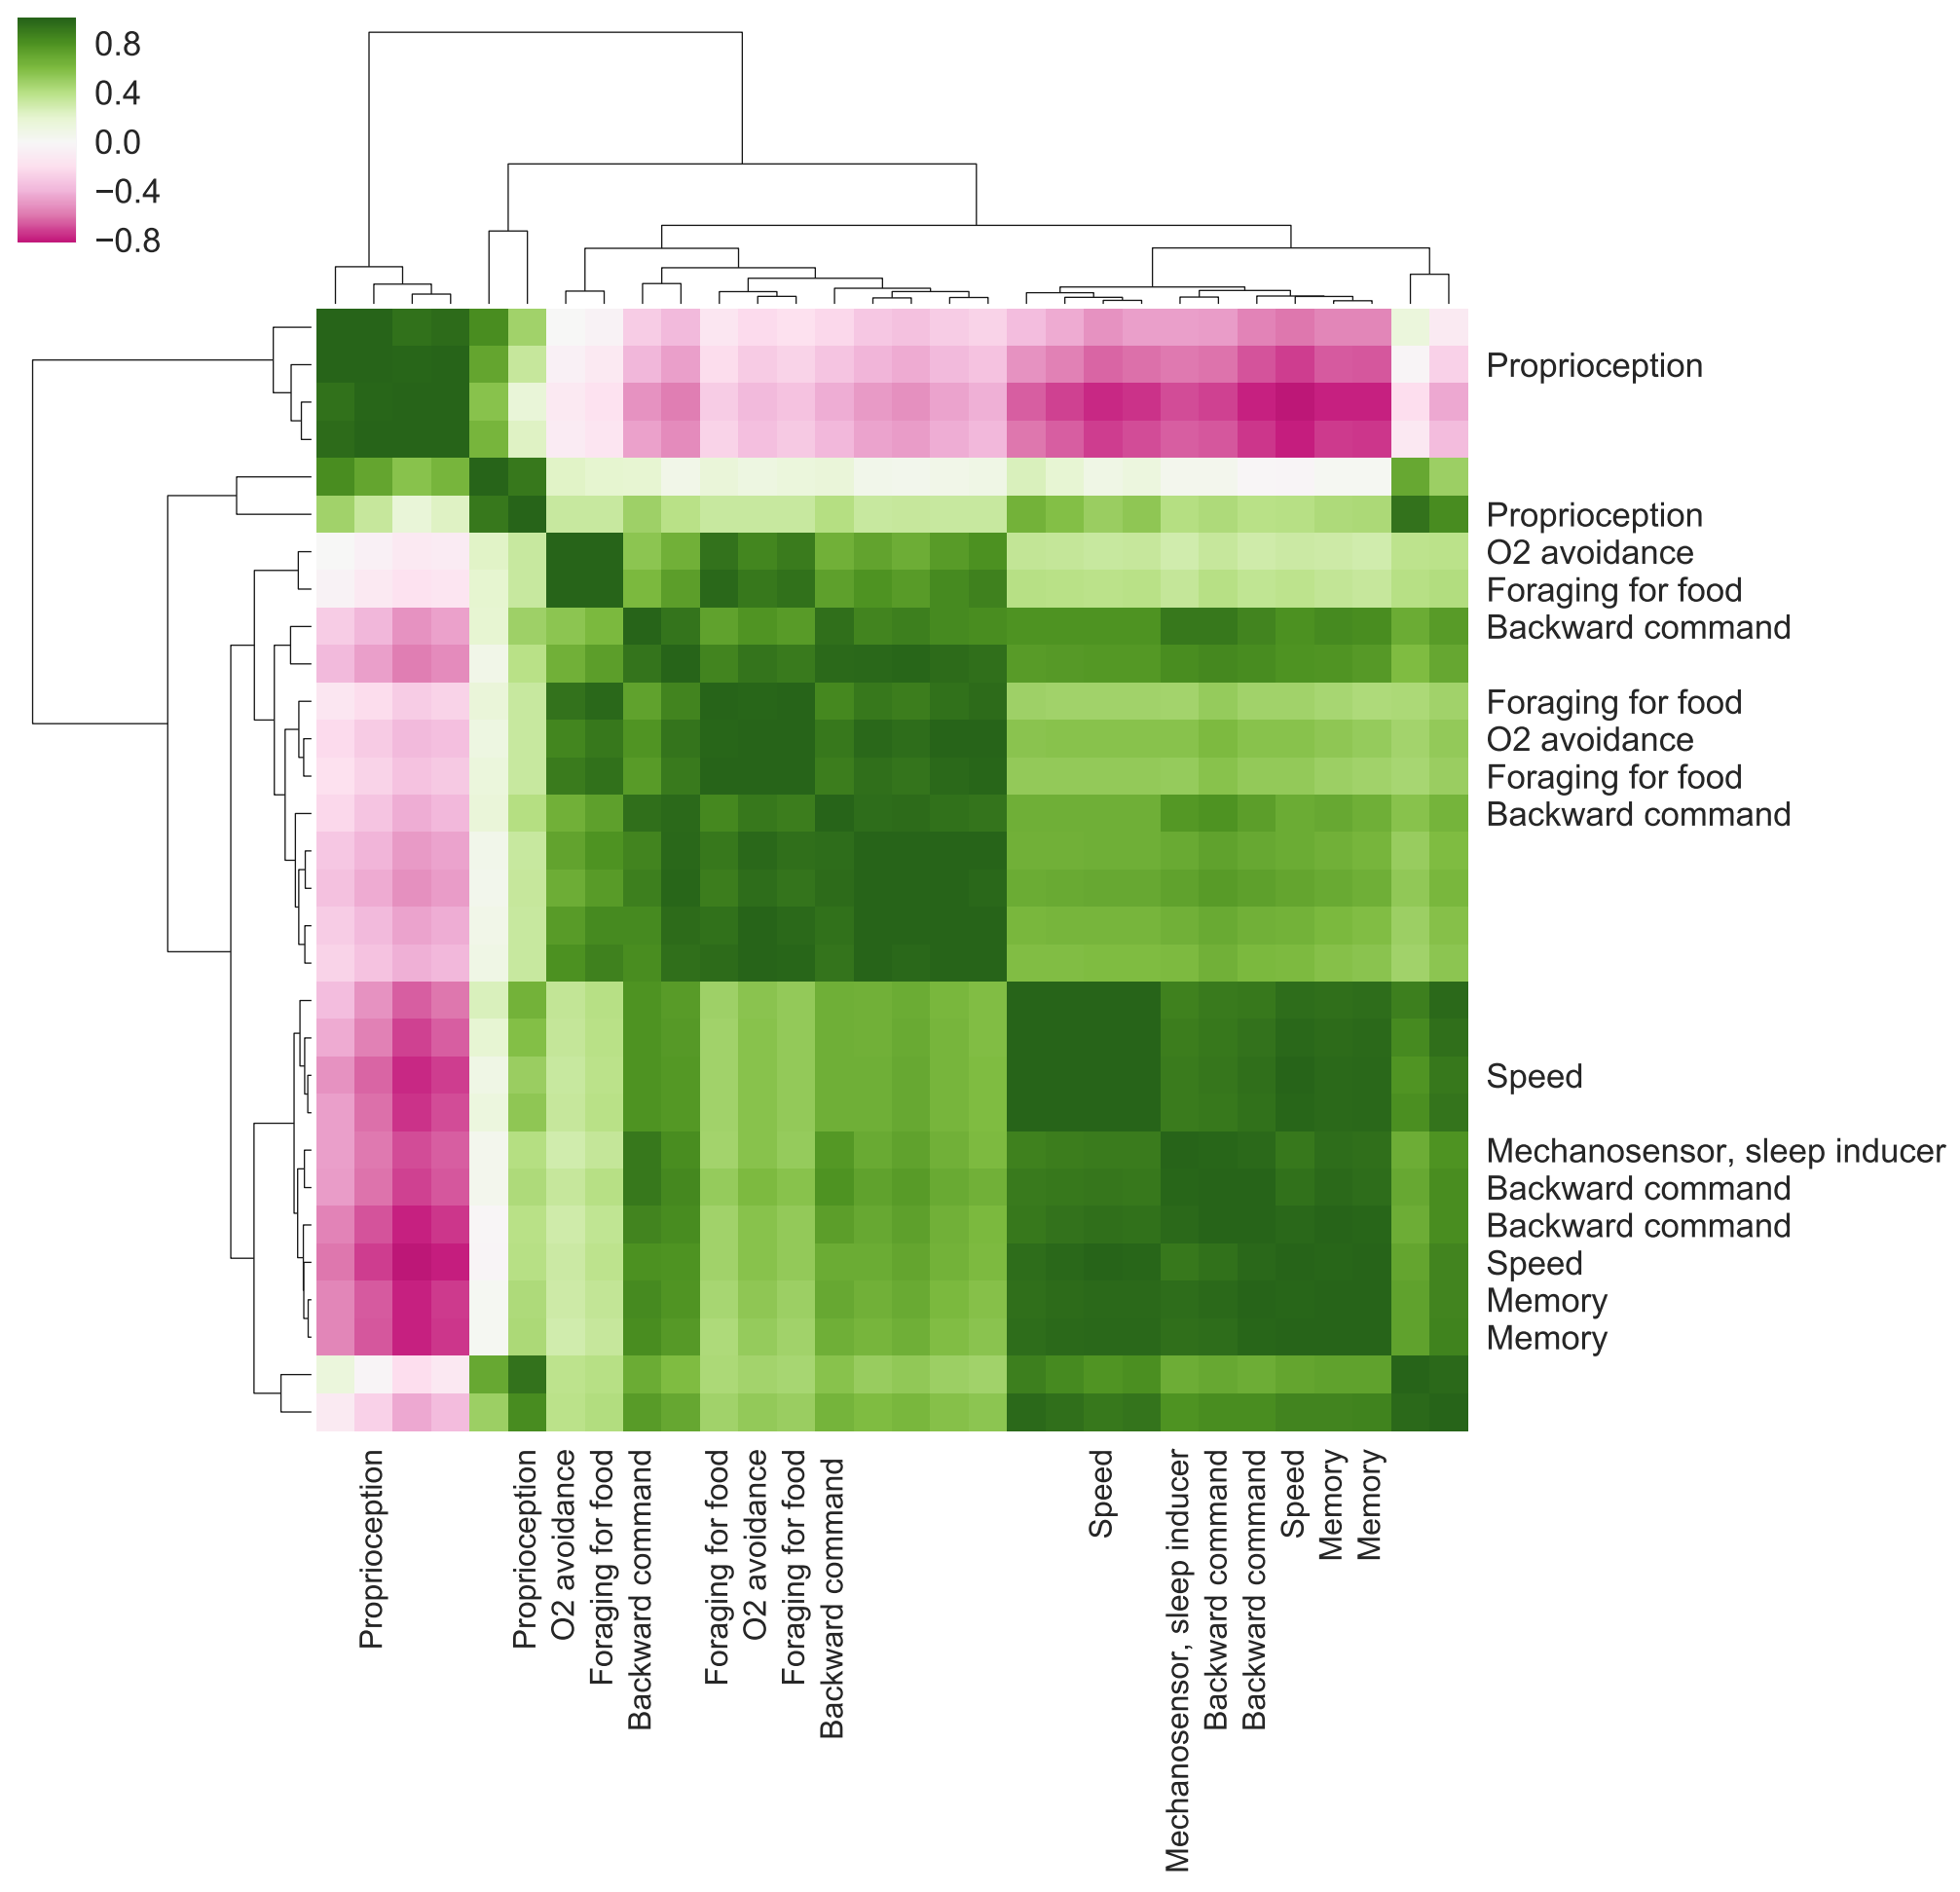 0.8
0.4
0.0
−0.4
−0.8
Proprioception
Proprioception
O2 avoidance
Foraging for food
Backward command
Foraging for food
O2 avoidance
Foraging for food
Backward command
Speed
Mechanosensor, sleep inducer
Backward command
Backward command
Speed
Memory
Memory
Proprioception
Proprioception
O2 avoidance
Foraging for food
Backward command
Foraging for food
O2 avoidance
Foraging for food
Backward command
Speed
Mechanosensor, sleep inducer
Backward command
Backward command
Speed
Memory
Memory